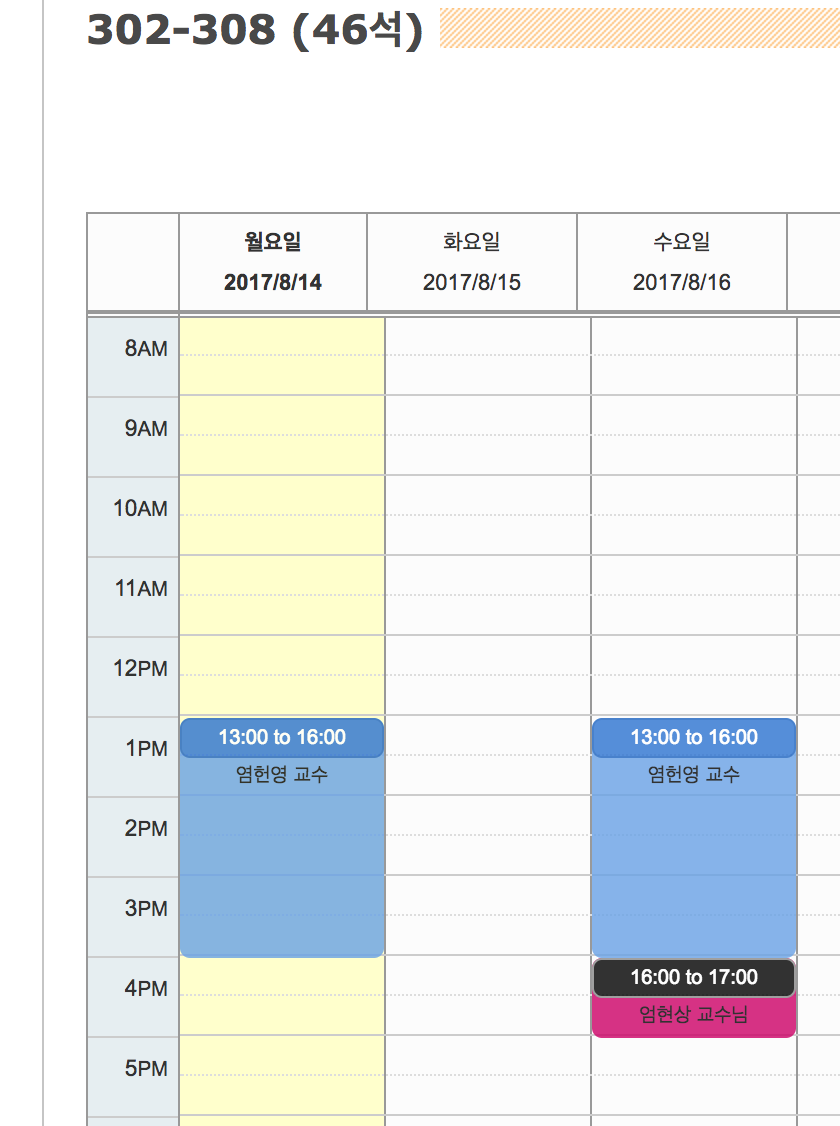 302-308 (46석)
월요일 화요일 수요일
2017/8/14 2017/8/15 2017/8/16
8AM
9AM
10AM
11AM
12PM
13:00 to 16:00 13:00 to 16:00
1PM
염헌영 교수 염헌영 교수
2PM
3PM
16:00 to 17:00
4PM
엄현상 교수님
5PM